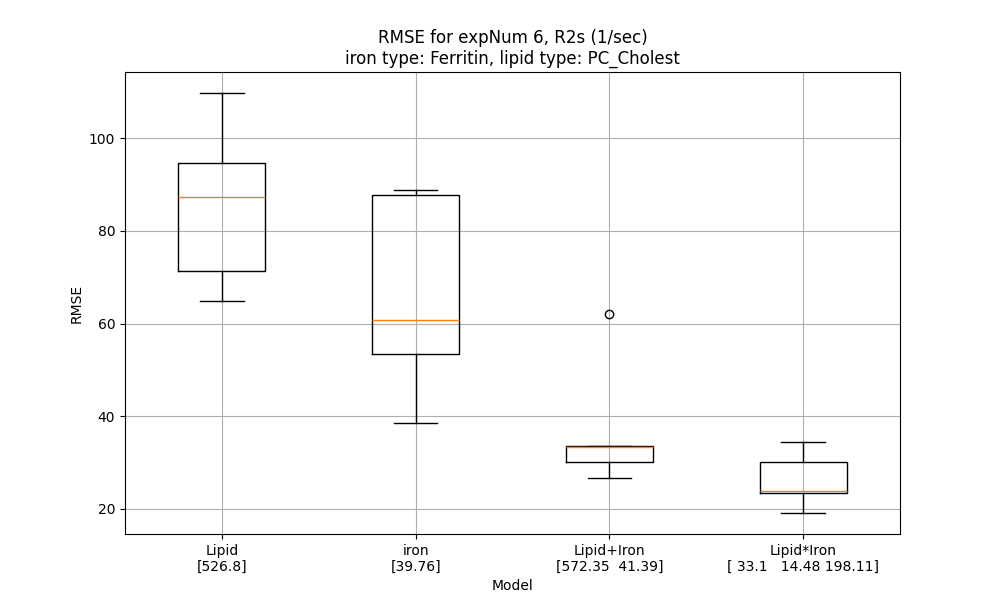 RMSE for expNum 6, R2s (1/sec)
iron type: Ferritin, lipid type: PC_Cholest
RMSE
100
80
60
40
20
Lipid
[526.8]
iron
[39.76]
Lipid+Iron
[572.35  41.39]
Lipid*Iron
[ 33.1   14.48 198.11]
Model